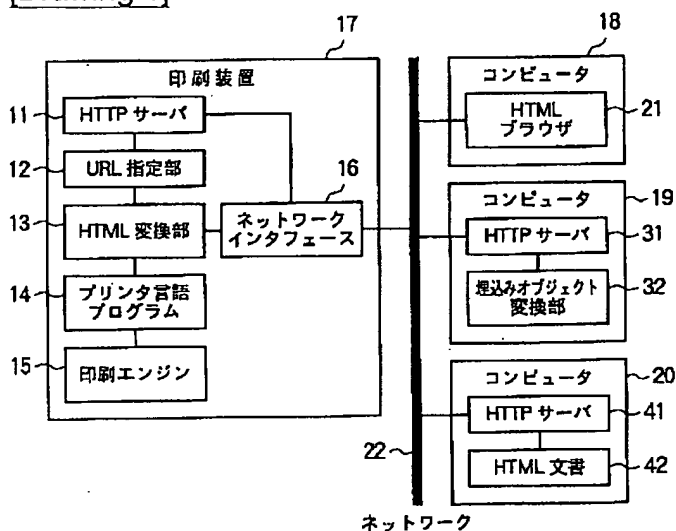 17
印刷装置
11
HTTP サーバ
12
URL 指定部
13
HTML 変換部
14
プリンタ言語
プログラム
15
印刷エンジン
16
ネットワーク
インタフェース
18
コンピュータ
HTML
ブラウザ
21
コンピュータ
19
HTTP サーバ
31
埋込みオブジェクト
変換部
32
コンピュータ
20
HTTP サーバ
41
HTML 文書
42
22
ネットワーク